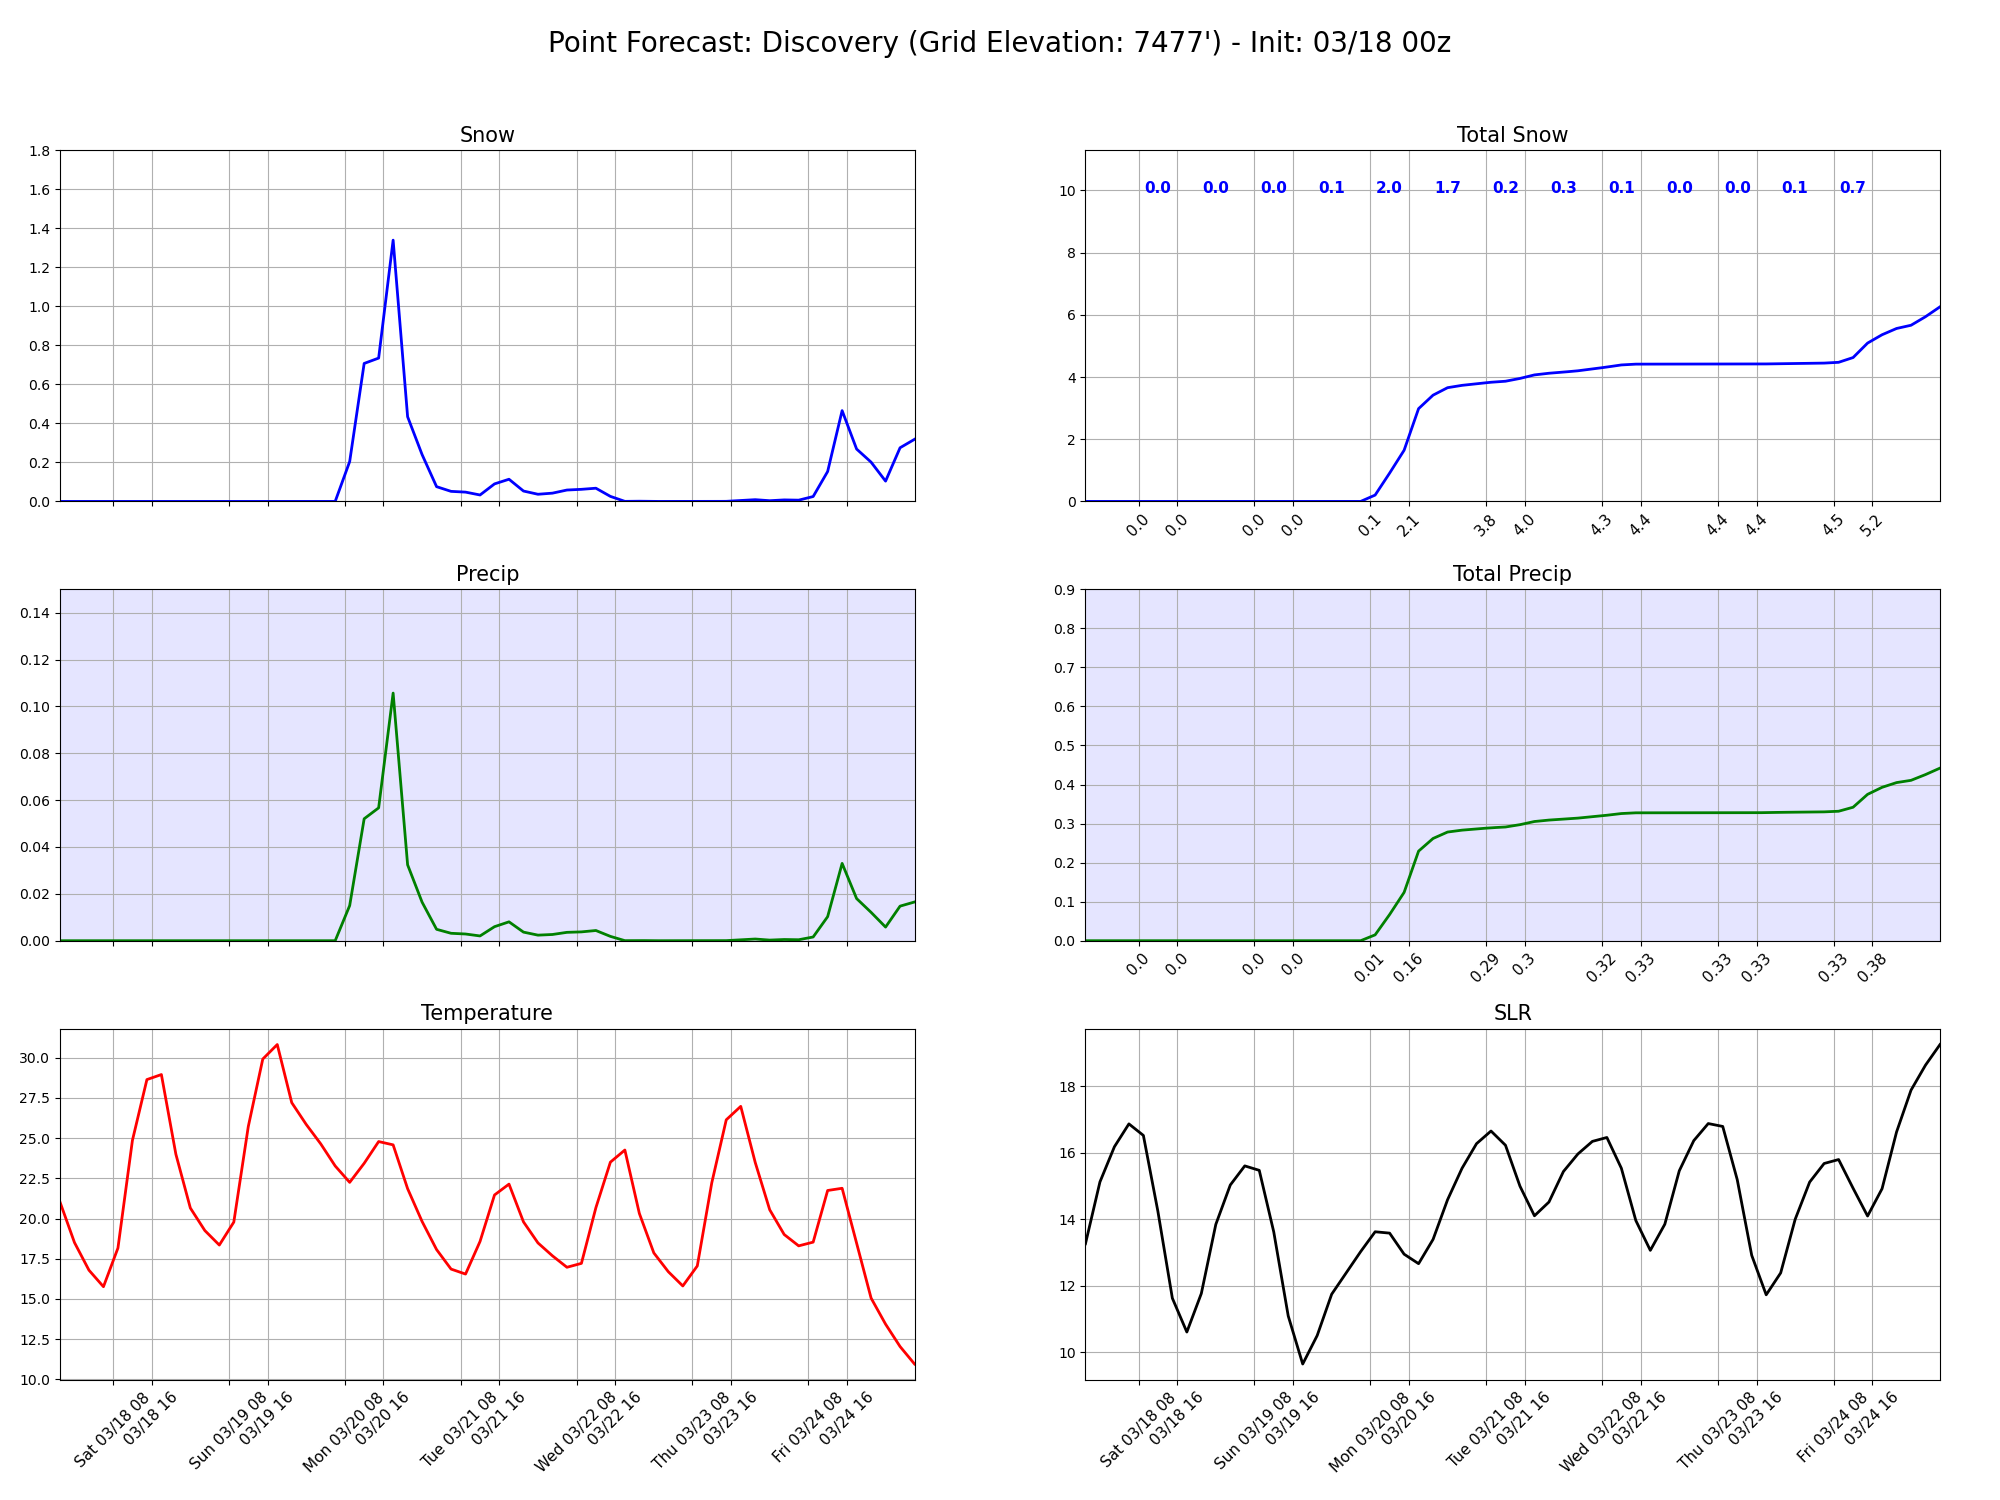 Point Forecast: Discovery (Grid Elevation: 7477') - Init: 03/18 00z
Snow
1.8
1.6
1.4
1.2
1.0
0.8
0.6
0.4
0.2
0.0
Total Snow
10
8
6
4
2
0
0.0 0.0 0.0 0.1 2.0 1.7 0.2 0.3 0.1 0.0 0.0 0.1 0.7
0.0 0.0 0.0 0.0 0.1 2.1 3.8 4.0 4.3 4.4 4.4 4.4 4.5 5.2
Precip
0.14
0.12
0.10
0.08
0.06
0.04
0.02
0.00
Total Precip
0.9
0.8
0.7
0.6
0.5
0.4
0.3
0.2
0.1
0.0
0.0 0.0 0.0 0.0 0.01 0.16 0.29 0.3 0.32 0.33 0.33 0.33 0.33 0.38
Temperature
30.0
27.5
25.0
22.5
20.0
17.5
15.0
12.5
10.0
Sat 03/18 08
03/18 16
Sun 03/19 08
03/19 16
Mon 03/20 08
03/20 16
Tue 03/21 08
03/21 16
Wed 03/22 08
03/22 16
Thu 03/23 08
03/23 16
Fri 03/24 08
03/24 16
SLR
18
16
14
12
10
Sat 03/18 08
03/18 16
Sun 03/19 08
03/19 16
Mon 03/20 08
03/20 16
Tue 03/21 08
03/21 16
Wed 03/22 08
03/22 16
Thu 03/23 08
03/23 16
Fri 03/24 08
03/24 16